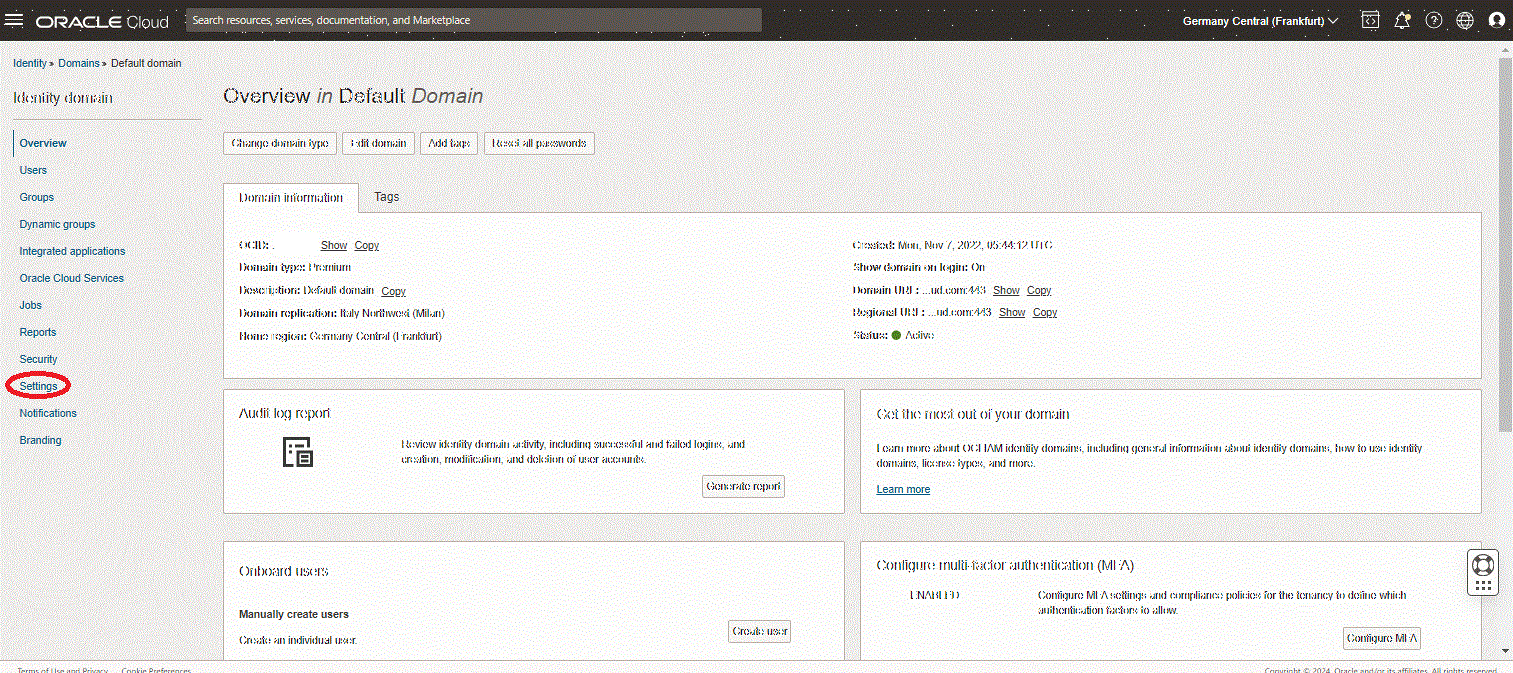 ORACLE Cloud
Search resources, services, documentation, and Marketplace
Germany Central (Frankfurt)
Identity » Domains » Default domain
Identity domain
Overview
Users
Groups
Dynamic groups
Integrated applications
Oracle Cloud Services
Jobs
Reports
Security
Settings
Notifications
Branding
Overview in Default Domain
Change domain type
Edit domain
Add tags
Reset all passwords
Domain information
Tags
OCID: . Show Copy
Domain type: Premium
Description: Default domain Copy
Domain replication: Italy Northwest (Milan)
Home region: Germany Central (Frankfurt)
Created: Mon, Nov 7, 2022, 05:44:12 UTC
Show domain on login: On
Domain URL: ...ud.com:443 Show Copy
Regional URL: ...ud.com:443 Show Copy
Status: Active
Audit log report
Review identity domain activity, including successful and failed logins, and
creation, modification, and deletion of user accounts.
Generate report
Get the most out of your domain
Learn more about OCI IAM identity domains, including general information about identity domains, how to use identity
domains, license types, and more.
Learn more
Onboard users
Manually create users
Create an individual user.
Create user
Configure multi-factor authentication (MFA)
ENABLED
Configure MFA settings and compliance policies for the tenancy to define which
authentication factors to allow.
Configure MFA
Terms of Use and Privacy
Cookie Preferences
Copyright © 2024, Oracle and/or its affiliates. All rights reserved.